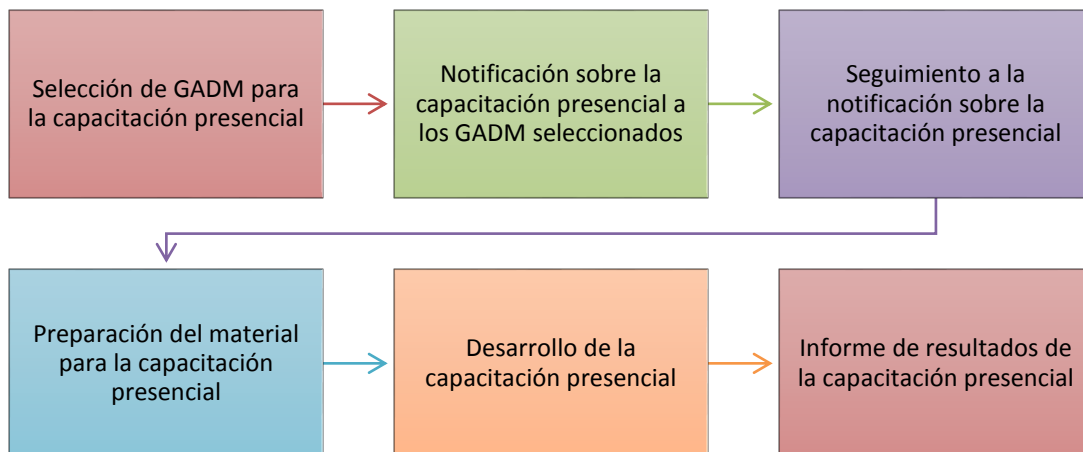 Selección de GADM para
la capacitación presencial
Notificación sobre la
capacitación presencial a
los GADM seleccionados
Seguimiento a la
notificación sobre la
capacitación presencial
Preparación del material
para la capacitación
presencial
Desarrollo de la
capacitación presencial
Informe de resultados de
la capacitación presencial